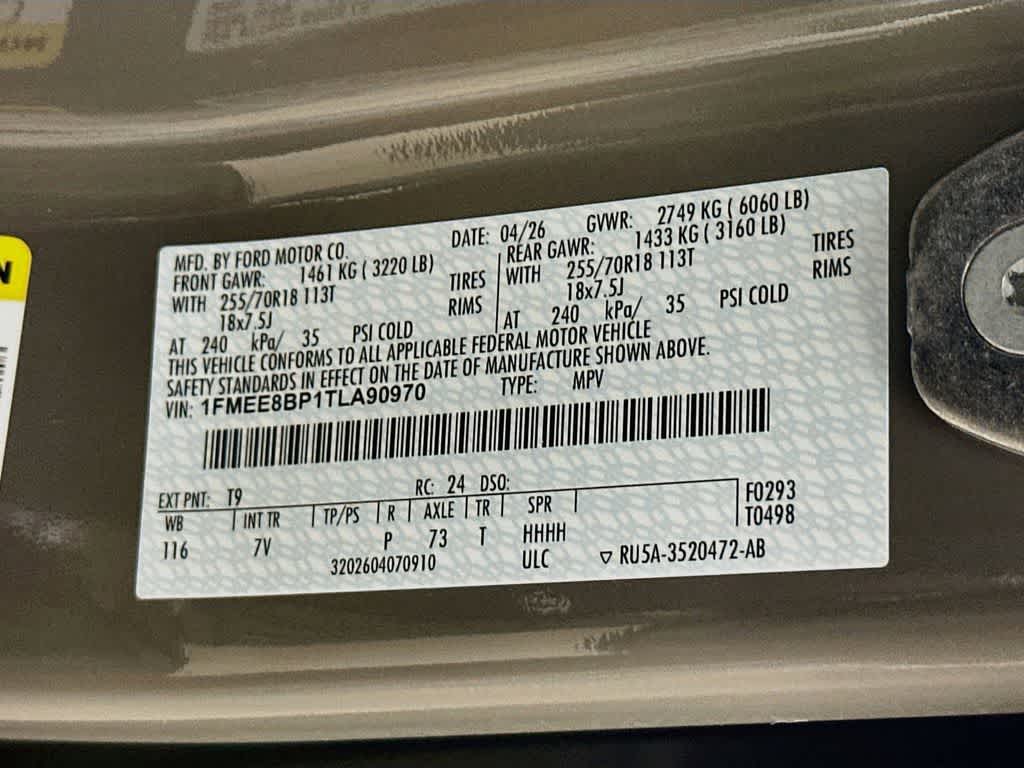 MFD. BY FORD MOTOR CO.
DATE: 04/26 GVWR: 2749 KG ( 6060 LB)
FRONT GAWR: 1461 KG ( 3220 LB)
WITH 255/70R18 113T TIRES
18x7.5J RIMS
AT 240 kPa/ 35 PSI COLD
REAR GAWR: 1433 KG ( 3160 LB)
WITH 255/70R18 113T TIRES
18x7.5J RIMS
AT 240 kPa/ 35 PSI COLD
THIS VEHICLE CONFORMS TO ALL APPLICABLE FEDERAL MOTOR VEHICLE
SAFETY STANDARDS IN EFFECT ON THE DATE OF MANUFACTURE SHOWN ABOVE.
VIN: 1FMEE8BP1TLA90970 TYPE: MPV
EXT PNT: T9 RC: 24 DSO:
WB INT TR TP/PS R AXLE TR SPR
116 7V P 73 T HHHH
F0293
T0498
3202604070910 ULC ▽ RU5A-3520472-AB
N